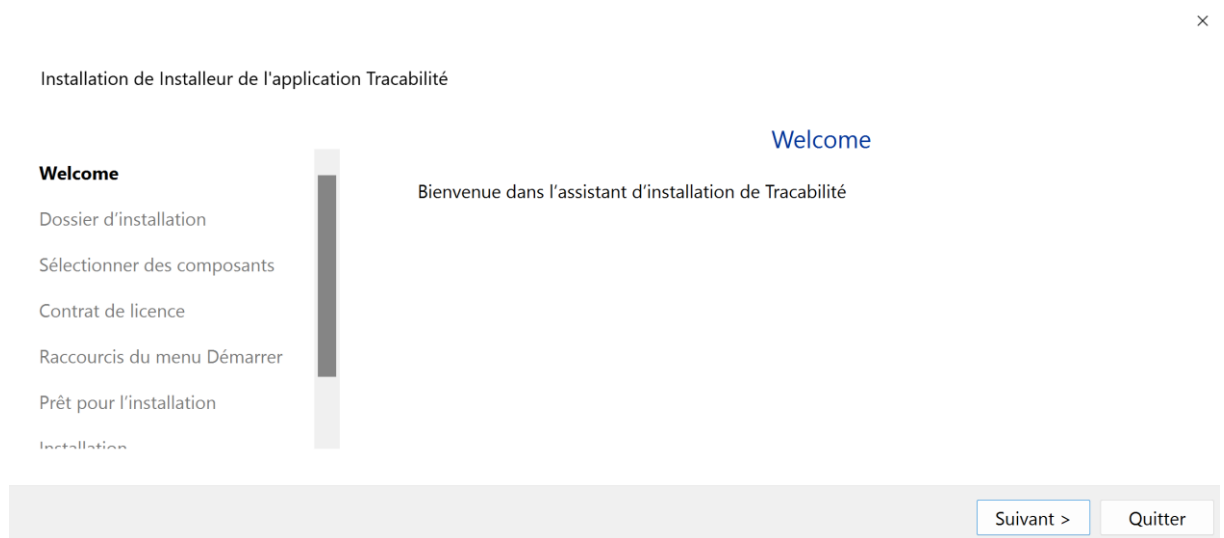 Installation de Installeur de l'application Tracabilité
Welcome
Welcome
Bienvenue dans l'assistant d'installation de Tracabilité
Dossier d'installation
Sélectionner des composants
Contrat de licence
Raccourcis du menu Démarrer
Prêt pour l'installation
Installation
Suivant >
Quitter